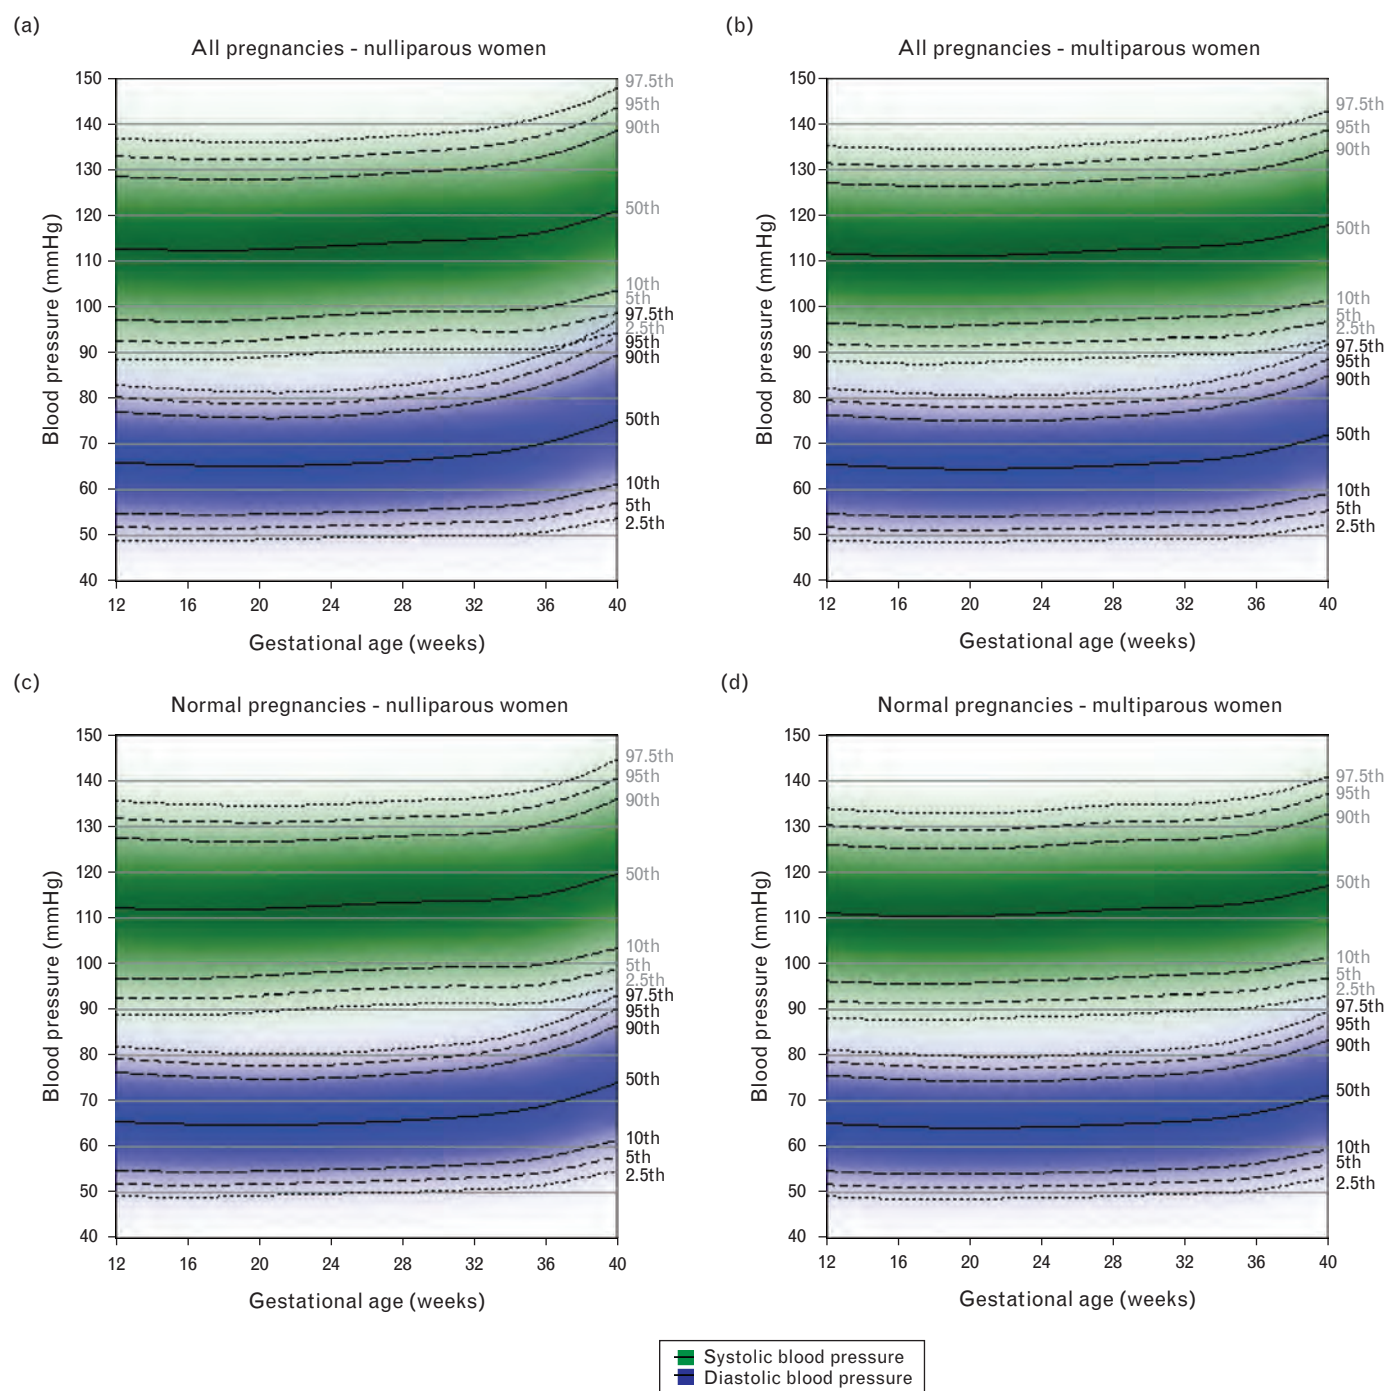 (a)
All pregnancies - nulliparous women
Blood pressure (mmHg)
150
140
130
120
110
100
90
80
70
60
50
40
97.5th
95th
90th
50th
10th
5th
97.5th
2.5th
95th
90th
50th
10th
5th
2.5th
12 16 20 24 28 32 36 40
Gestational age (weeks)
(b)
All pregnancies - multiparous women
Blood pressure (mmHg)
150
140
130
120
110
100
90
80
70
60
50
40
97.5th
95th
90th
50th
10th
5th
2.5th
97.5th
95th
90th
50th
10th
5th
2.5th
12 16 20 24 28 32 36 40
Gestational age (weeks)
(c)
Normal pregnancies - nulliparous women
Blood pressure (mmHg)
150
140
130
120
110
100
90
80
70
60
50
40
97.5th
95th
90th
50th
10th
5th
2.5th
97.5th
95th
90th
50th
10th
5th
2.5th
12 16 20 24 28 32 36 40
Gestational age (weeks)
(d)
Normal pregnancies - multiparous women
Blood pressure (mmHg)
150
140
130
120
110
100
90
80
70
60
50
40
97.5th
95th
90th
50th
10th
5th
2.5th
97.5th
95th
90th
50th
10th
5th
2.5th
12 16 20 24 28 32 36 40
Gestational age (weeks)
Systolic blood pressure
Diastolic blood pressure